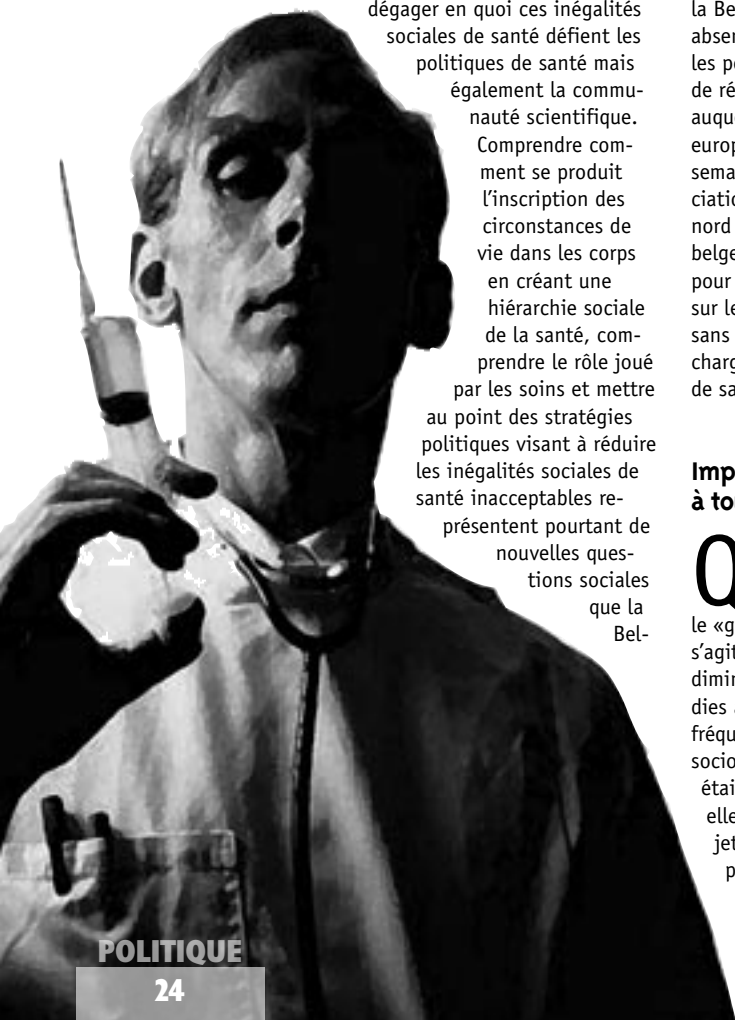 dégager en quoi ces inégalités
sociales de santé défient les
politiques de santé mais
également la commu-
nauté scientifique.
Comprendre com-
ment se produit
l'inscription des
circonstances de
vie dans les corps
en créant une
hiérarchie sociale
de la santé, com-
prendre le rôle joué
par les soins et mettre
au point des stratégies
politiques visant à réduire
les inégalités sociales de
santé inacceptables re-
présentent pourtant de
nouvelles ques-
tions sociales
que la
Bel-
la Be
absen
les po
de ré
auque
europ
sema
ciatio
nord
belge
pour
sur le
sans
charg
de sa
Imp
à to
Q
le «g
s'agit
dimin
dies
fréqu
socio
étai
elle
jet
p
POLITIQUE
24